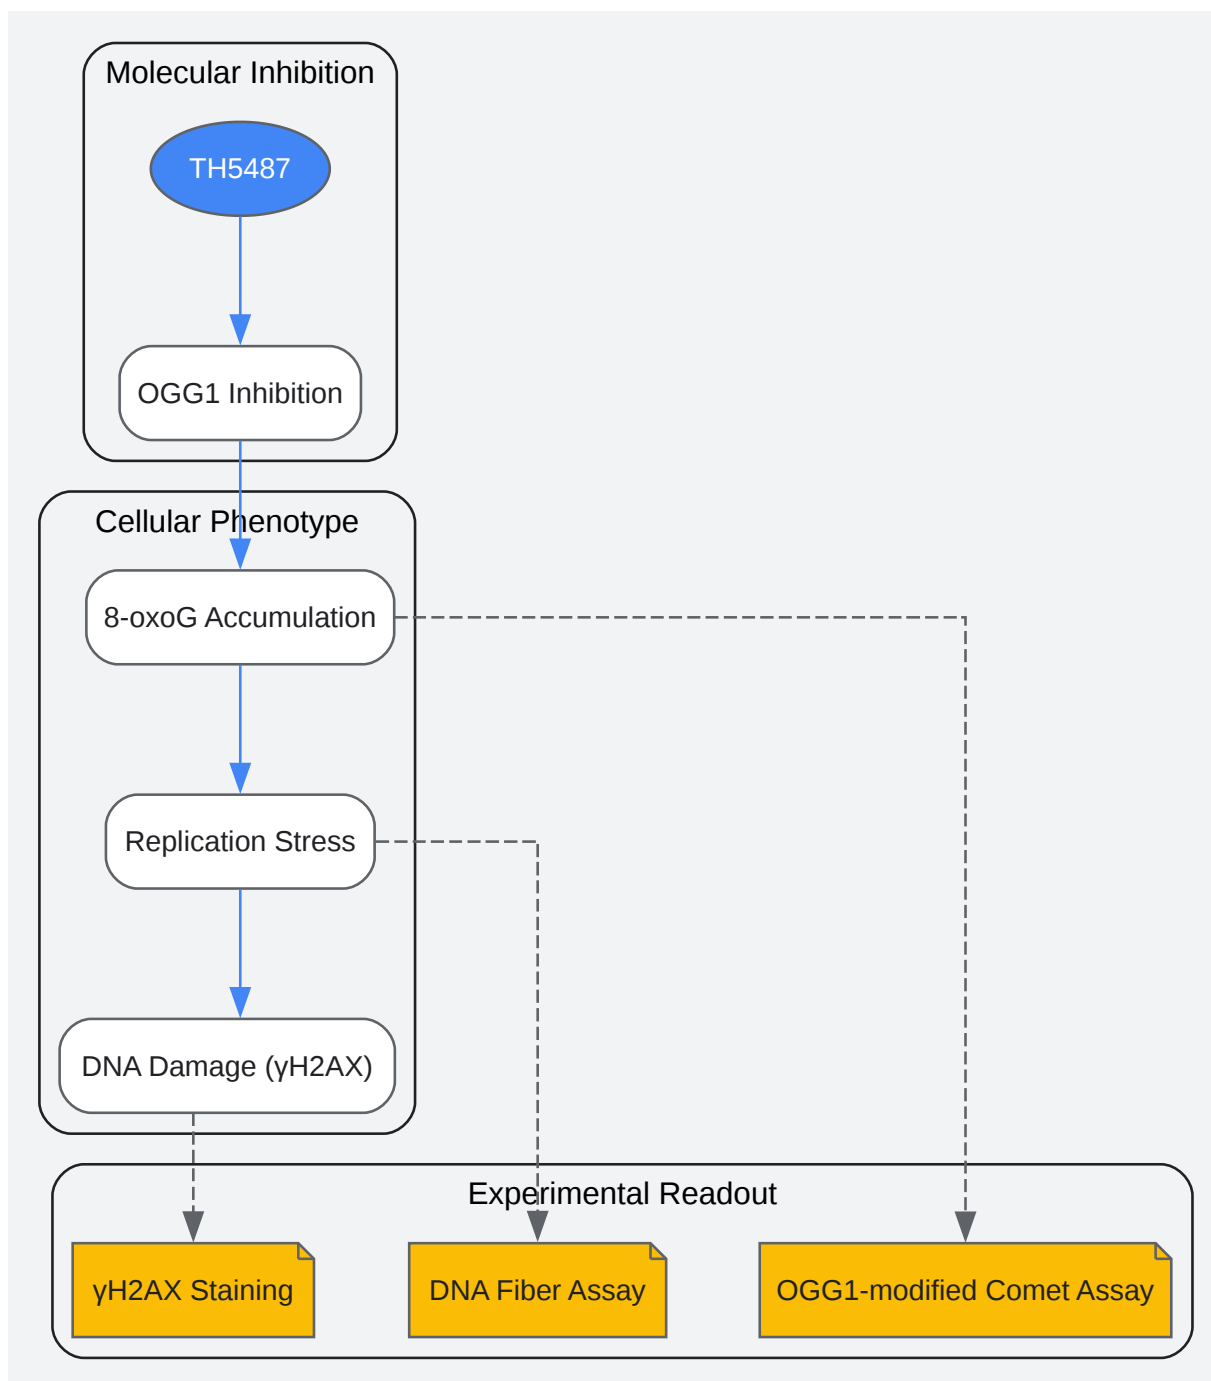 Molecular Inhibition
TH5487
OGG1 Inhibition
Cellular Phenotype
8-oxoG Accumulation
Replication Stress
DNA Damage (γH2AX)
Experimental Readout
γH2AX Staining
DNA Fiber Assay
OGG1-modified Comet Assay